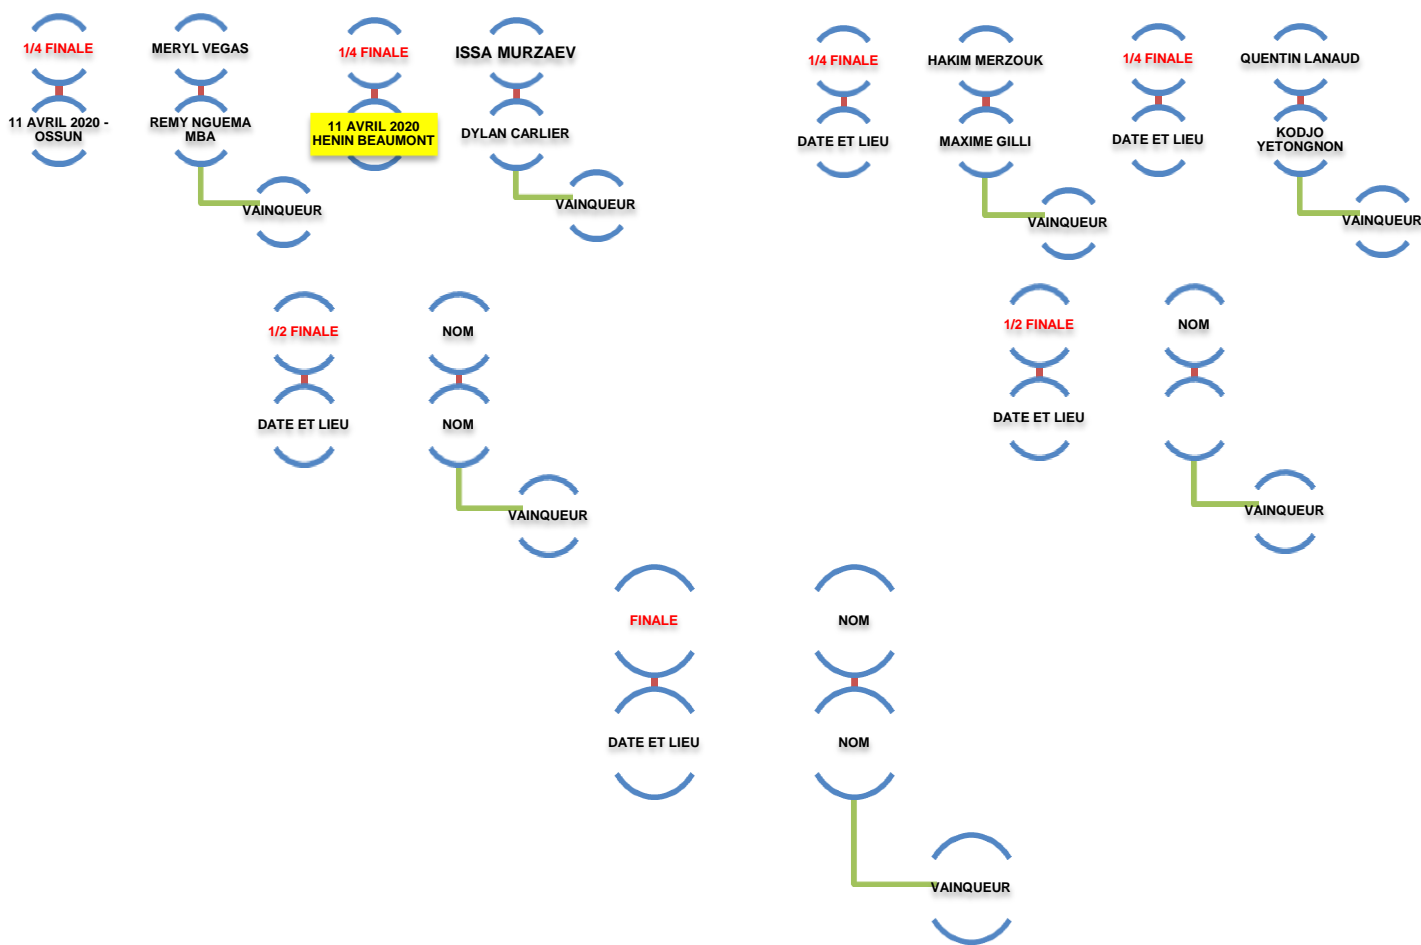 1/4 FINALE
MERYL VEGAS
1/4 FINALE
ISSA MURZAEV
1/4 FINALE
HAKIM MERZOUK
1/4 FINALE
QUENTIN LANAUD
11 AVRIL 2020 -
OSSUN
REMY NGUEMA
MBA
11 AVRIL 2020
HENIN BEAUMONT
DYLAN CARLIER
DATE ET LIEU
MAXIME GILLI
DATE ET LIEU
KODJO
YETONGNON
VAINQUEUR
VAINQUEUR
VAINQUEUR
VAINQUEUR
1/2 FINALE
NOM
1/2 FINALE
NOM
DATE ET LIEU
NOM
DATE ET LIEU
VAINQUEUR
VAINQUEUR
FINALE
NOM
DATE ET LIEU
NOM
VAINQUEUR